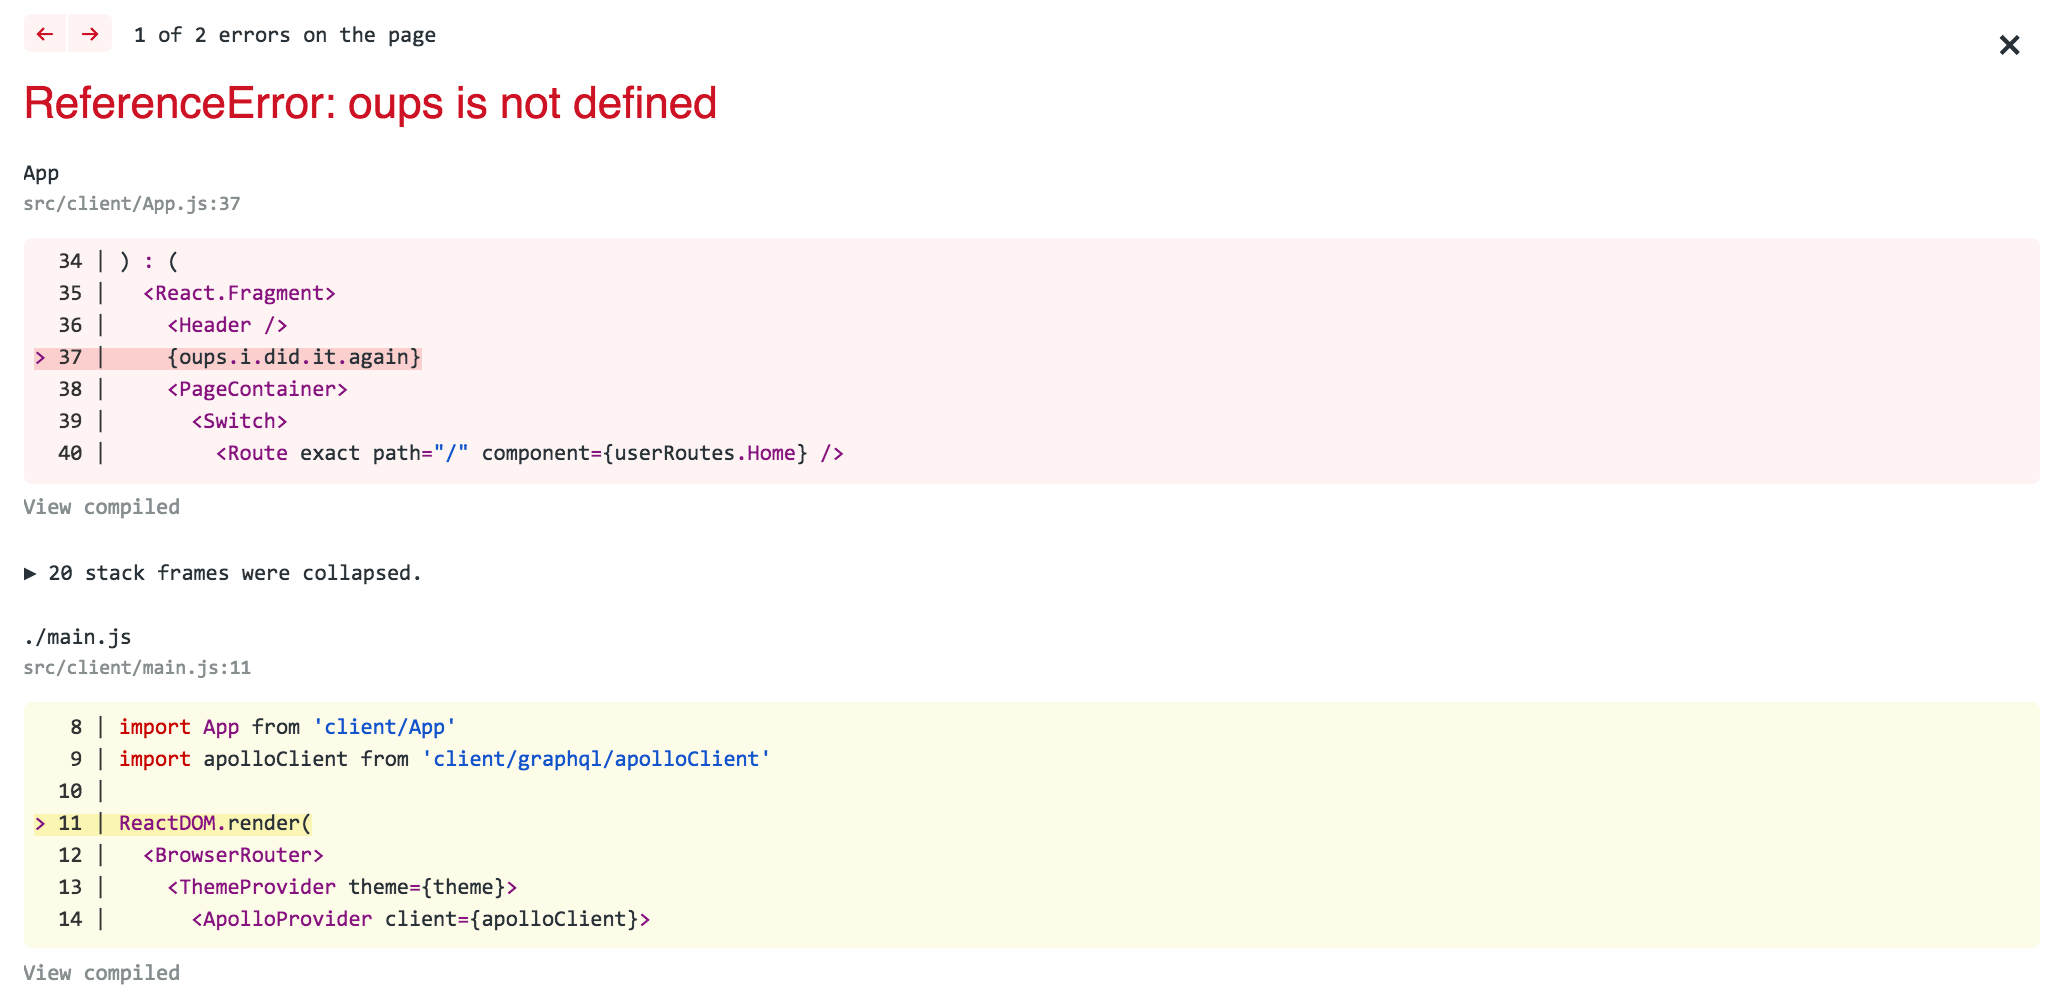 ← → 1 of 2 errors on the page
×
ReferenceError: oups is not defined
App
src/client/App.js:37
34 | ) : (
35 |   <React.Fragment>
36 |     <Header />
> 37 |     {oups.i.did.it.again}
38 |     <PageContainer>
39 |       <Switch>
40 |         <Route exact path="/" component={userRoutes.Home} />
View compiled
▶ 20 stack frames were collapsed.
./main.js
src/client/main.js:11
8 | import App from 'client/App'
9 | import apolloClient from 'client/graphql/apolloClient'
10 |
> 11 | ReactDOM.render(
12 |   <BrowserRouter>
13 |     <ThemeProvider theme={theme}>
14 |       <ApolloProvider client={apolloClient}>
View compiled